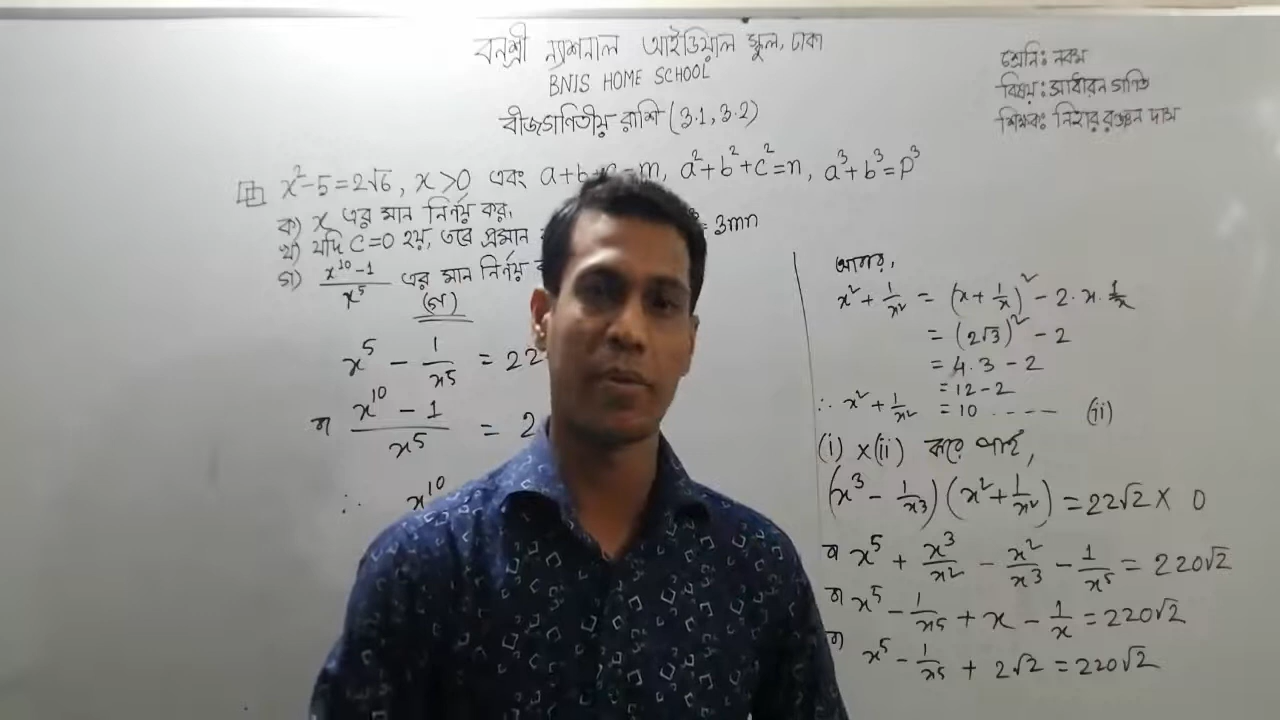 বনশ্রী ন্যাশনাল আইডিয়াল স্কুল, ঢাকা
BNIS HOME SCHOOL
বীজগণিতীয় রাশি (3.1, 3.2)
শ্রেনি: নবম
বিষয়: সাধারন গণিত
শিক্ষক: নিহার রঞ্জন দাস
x²-5=2√6, x>0 এবং a+b+c=m, a²+b²+c²=n, a³+b³=p³
ক) x এর মান নির্ণয় কর,
খ) যদি c=0 হয়, তবে প্রমান = 3mn
গ) (x¹⁰-1)/x⁵ এর মান নির্ণয়
(গ)
x⁵ - 1/x⁵ = 22
বা (x¹⁰ - 1)/x⁵ = 2
∴ x¹⁰
আবার,
x² + 1/x² = (x + 1/x)² - 2·x·1/x
= (2√3)² - 2
= 4.3 - 2
= 12-2
∴ x² + 1/x² = 10 ---- (ii)
(i) x (ii) করে পাই,
(x³ - 1/x³)(x² + 1/x²) = 22√2 × 0
বা x⁵ + x³/x² - x²/x³ - 1/x⁵ = 220√2
বা x⁵ - 1/x⁵ + x - 1/x = 220√2
বা x⁵ - 1/x⁵ + 2√2 = 220√2